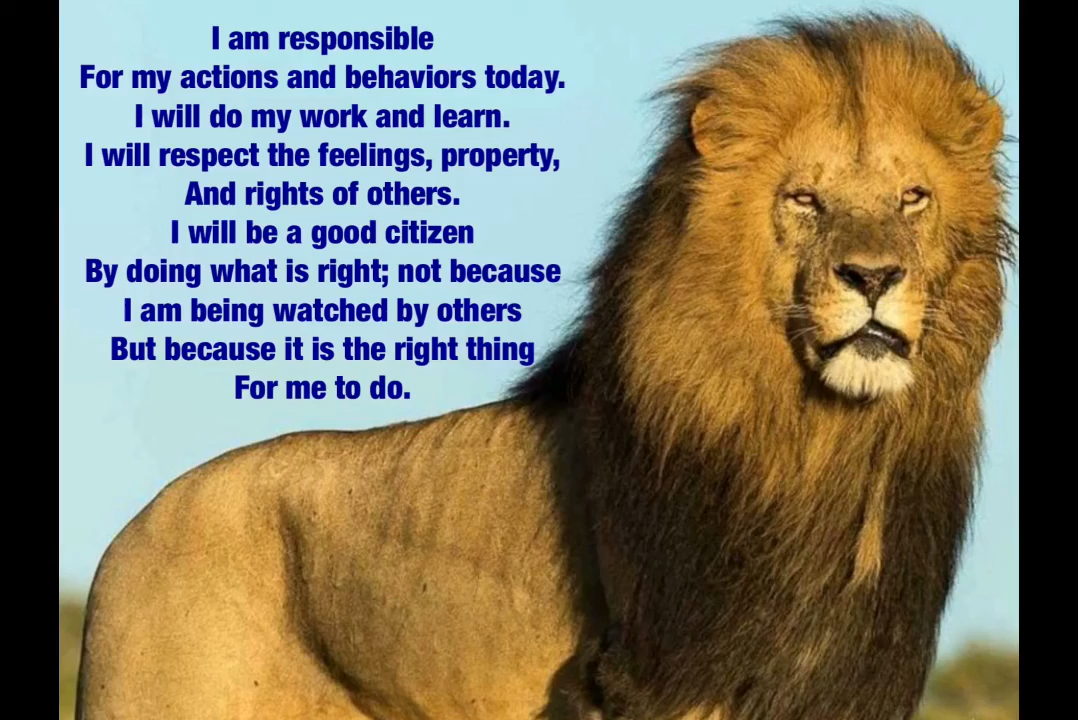 I am responsible
For my actions and behaviors today.
I will do my work and learn.
I will respect the feelings, property,
And rights of others.
I will be a good citizen
By doing what is right; not because
I am being watched by others
But because it is the right thing
For me to do.